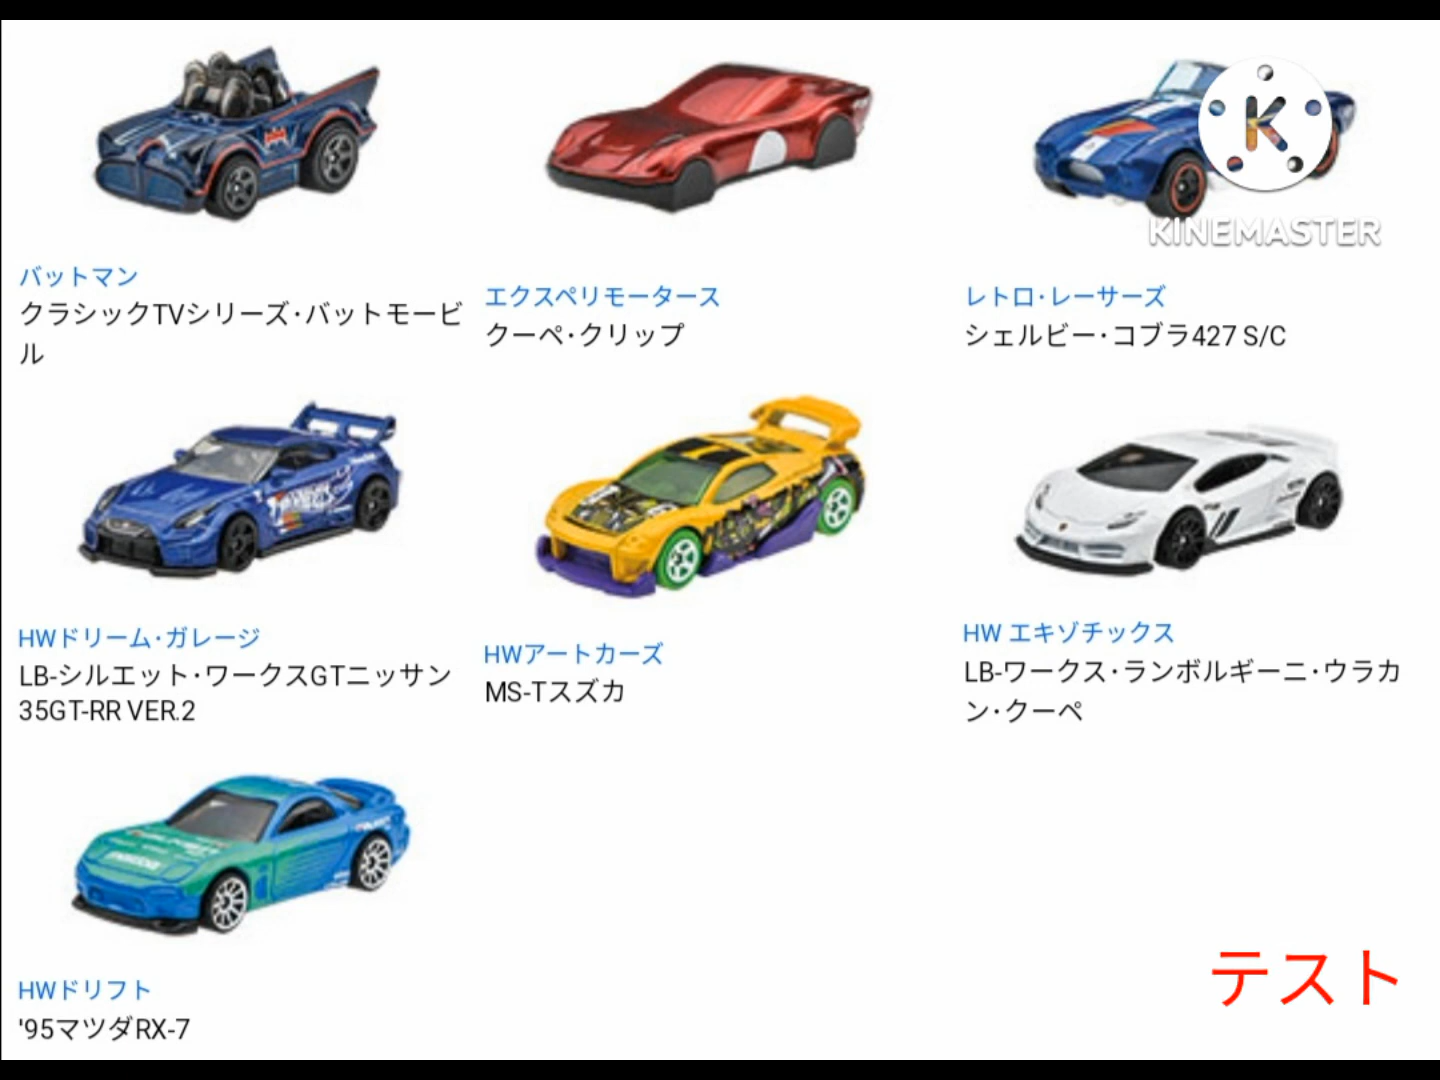 K
KINEMASTER
バットマン
クラシックTVシリーズ・バットモービ
ル
エクスペリモータース
クーペ・クリップ
レトロ・レーサーズ
シェルビー・コブラ427 S/C
HWドリーム・ガレージ
LB-シルエット・ワークスGTニッサン
35GT-RR VER.2
HWアートカーズ
MS-Tスズカ
HW エキゾチックス
LB-ワークス・ランボルギーニ・ウラカ
ン・クーペ
HWドリフト
'95マツダRX-7
テスト